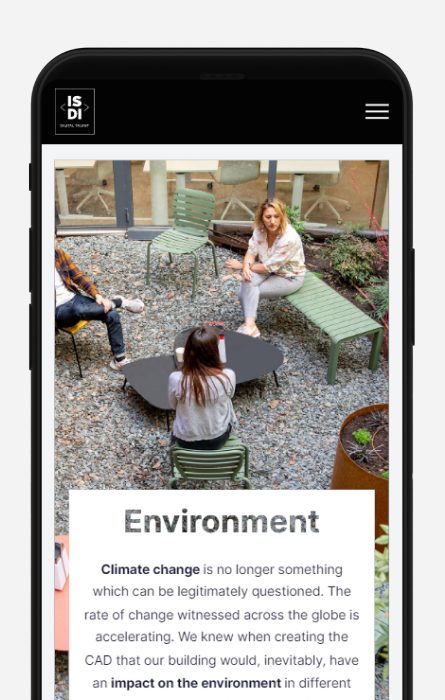 IS
DI
DIGITAL TALENT
Environment
Climate change is no longer something
which can be legitimately questioned. The
rate of change witnessed across the globe is
accelerating. We knew when creating the
CAD that our building would, inevitably, have
an impact on the environment in different